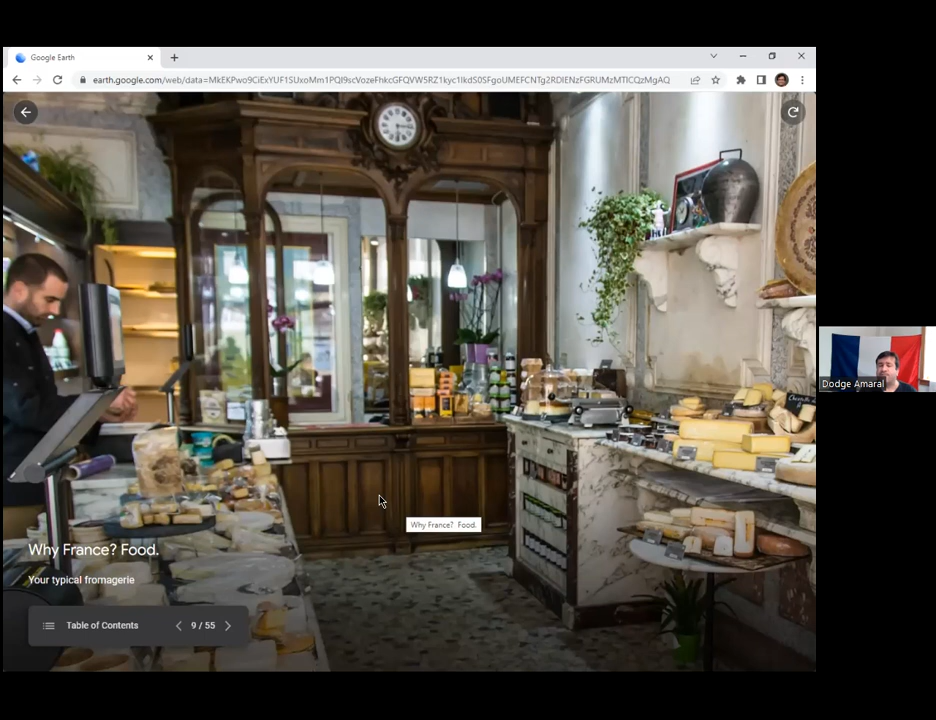 Google Earth
earth.google.com/web/data=
Why France? Food.
Why France? Food.
Your typical fromagerie
Table of Contents
9 / 55
Dodge Amaral